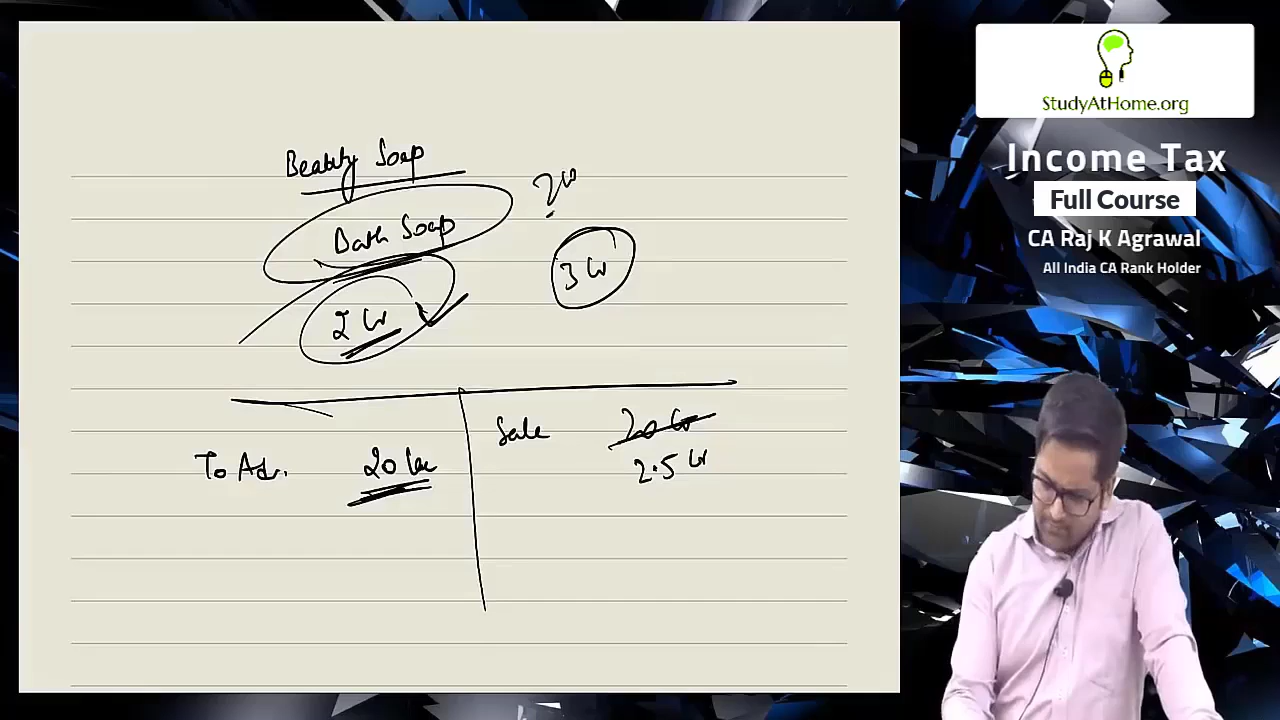 Beauty Soap
Bath Soap
2 Cr
3 Cr
Sale 20 Cr
2.5 Cr
To Adv. 20 Lac
StudyAtHome.org
Income Tax
Full Course
CA Raj K Agrawal
All India CA Rank Holder